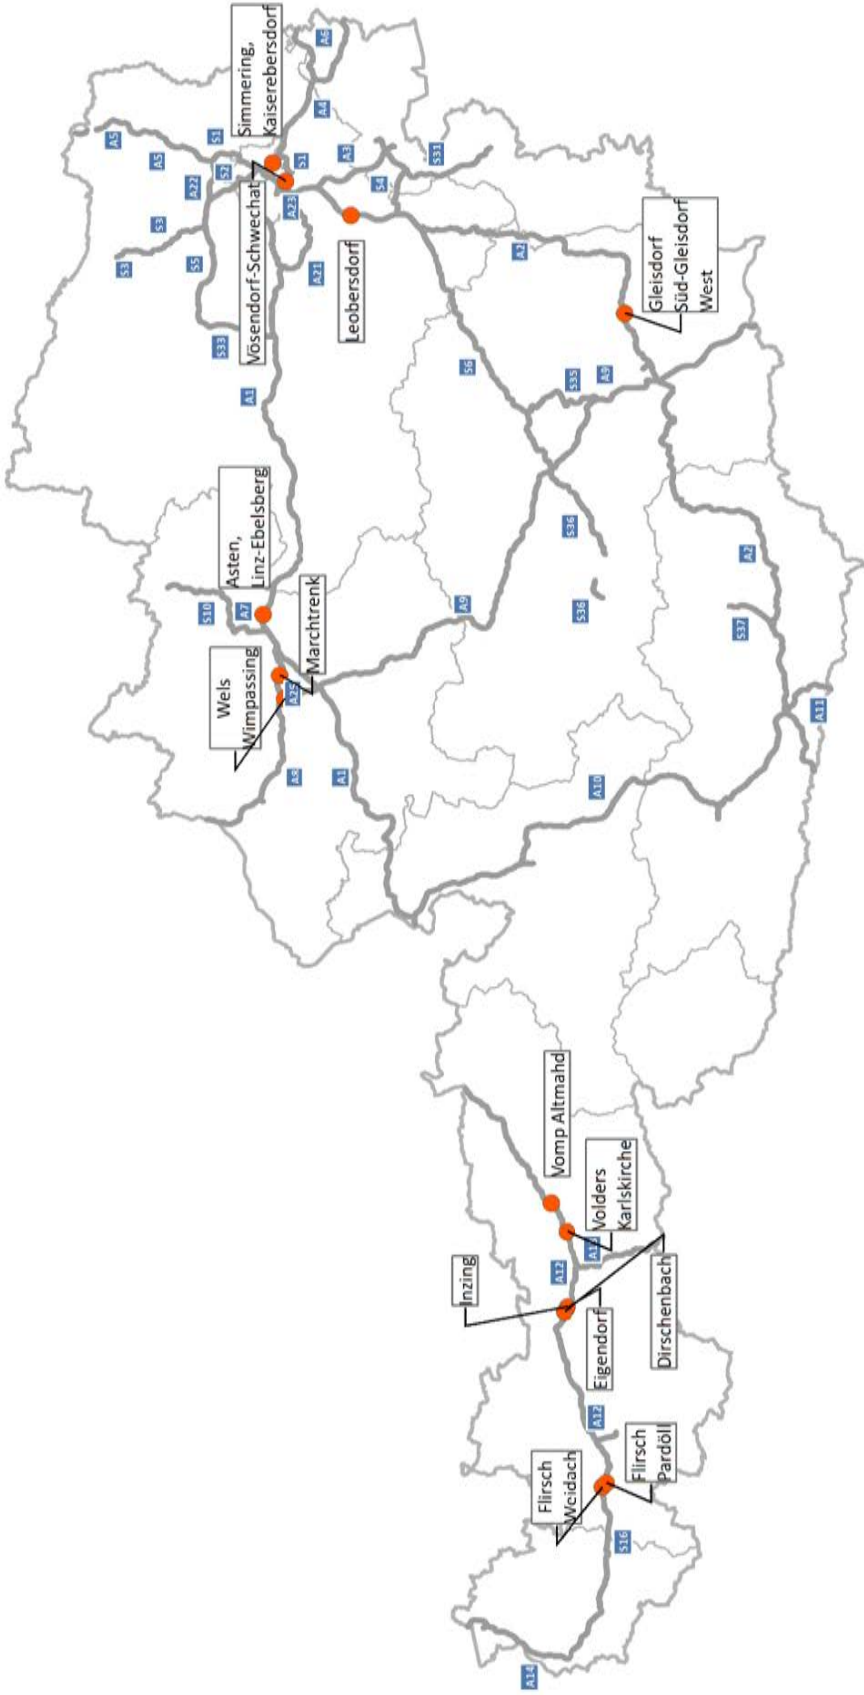 Simmering,
Kaiserebersdorf
A6
A4
A5
A5
S1
S2
A22
S3
S3
S5
S33
A1
Vösendorf-Schwechat
S1
A23
A3
S4
S31
A21
Leobersdorf
A2
Gleisdorf
Süd-Gleisdorf
West
S6
S35
A9
Asten,
Linz-Ebelsberg
S10
A7
Marchtrenk
Wels
Wimpassing
A25
A8
A1
A9
S36
S36
A2
S37
A11
A10
Vomp Altmahd
Volders
Karlskirche
A13
A12
Inzing
Eigendorf
Dirschenbach
A12
Flirsch
Weidach
Flirsch
Pardöll
S16
A14